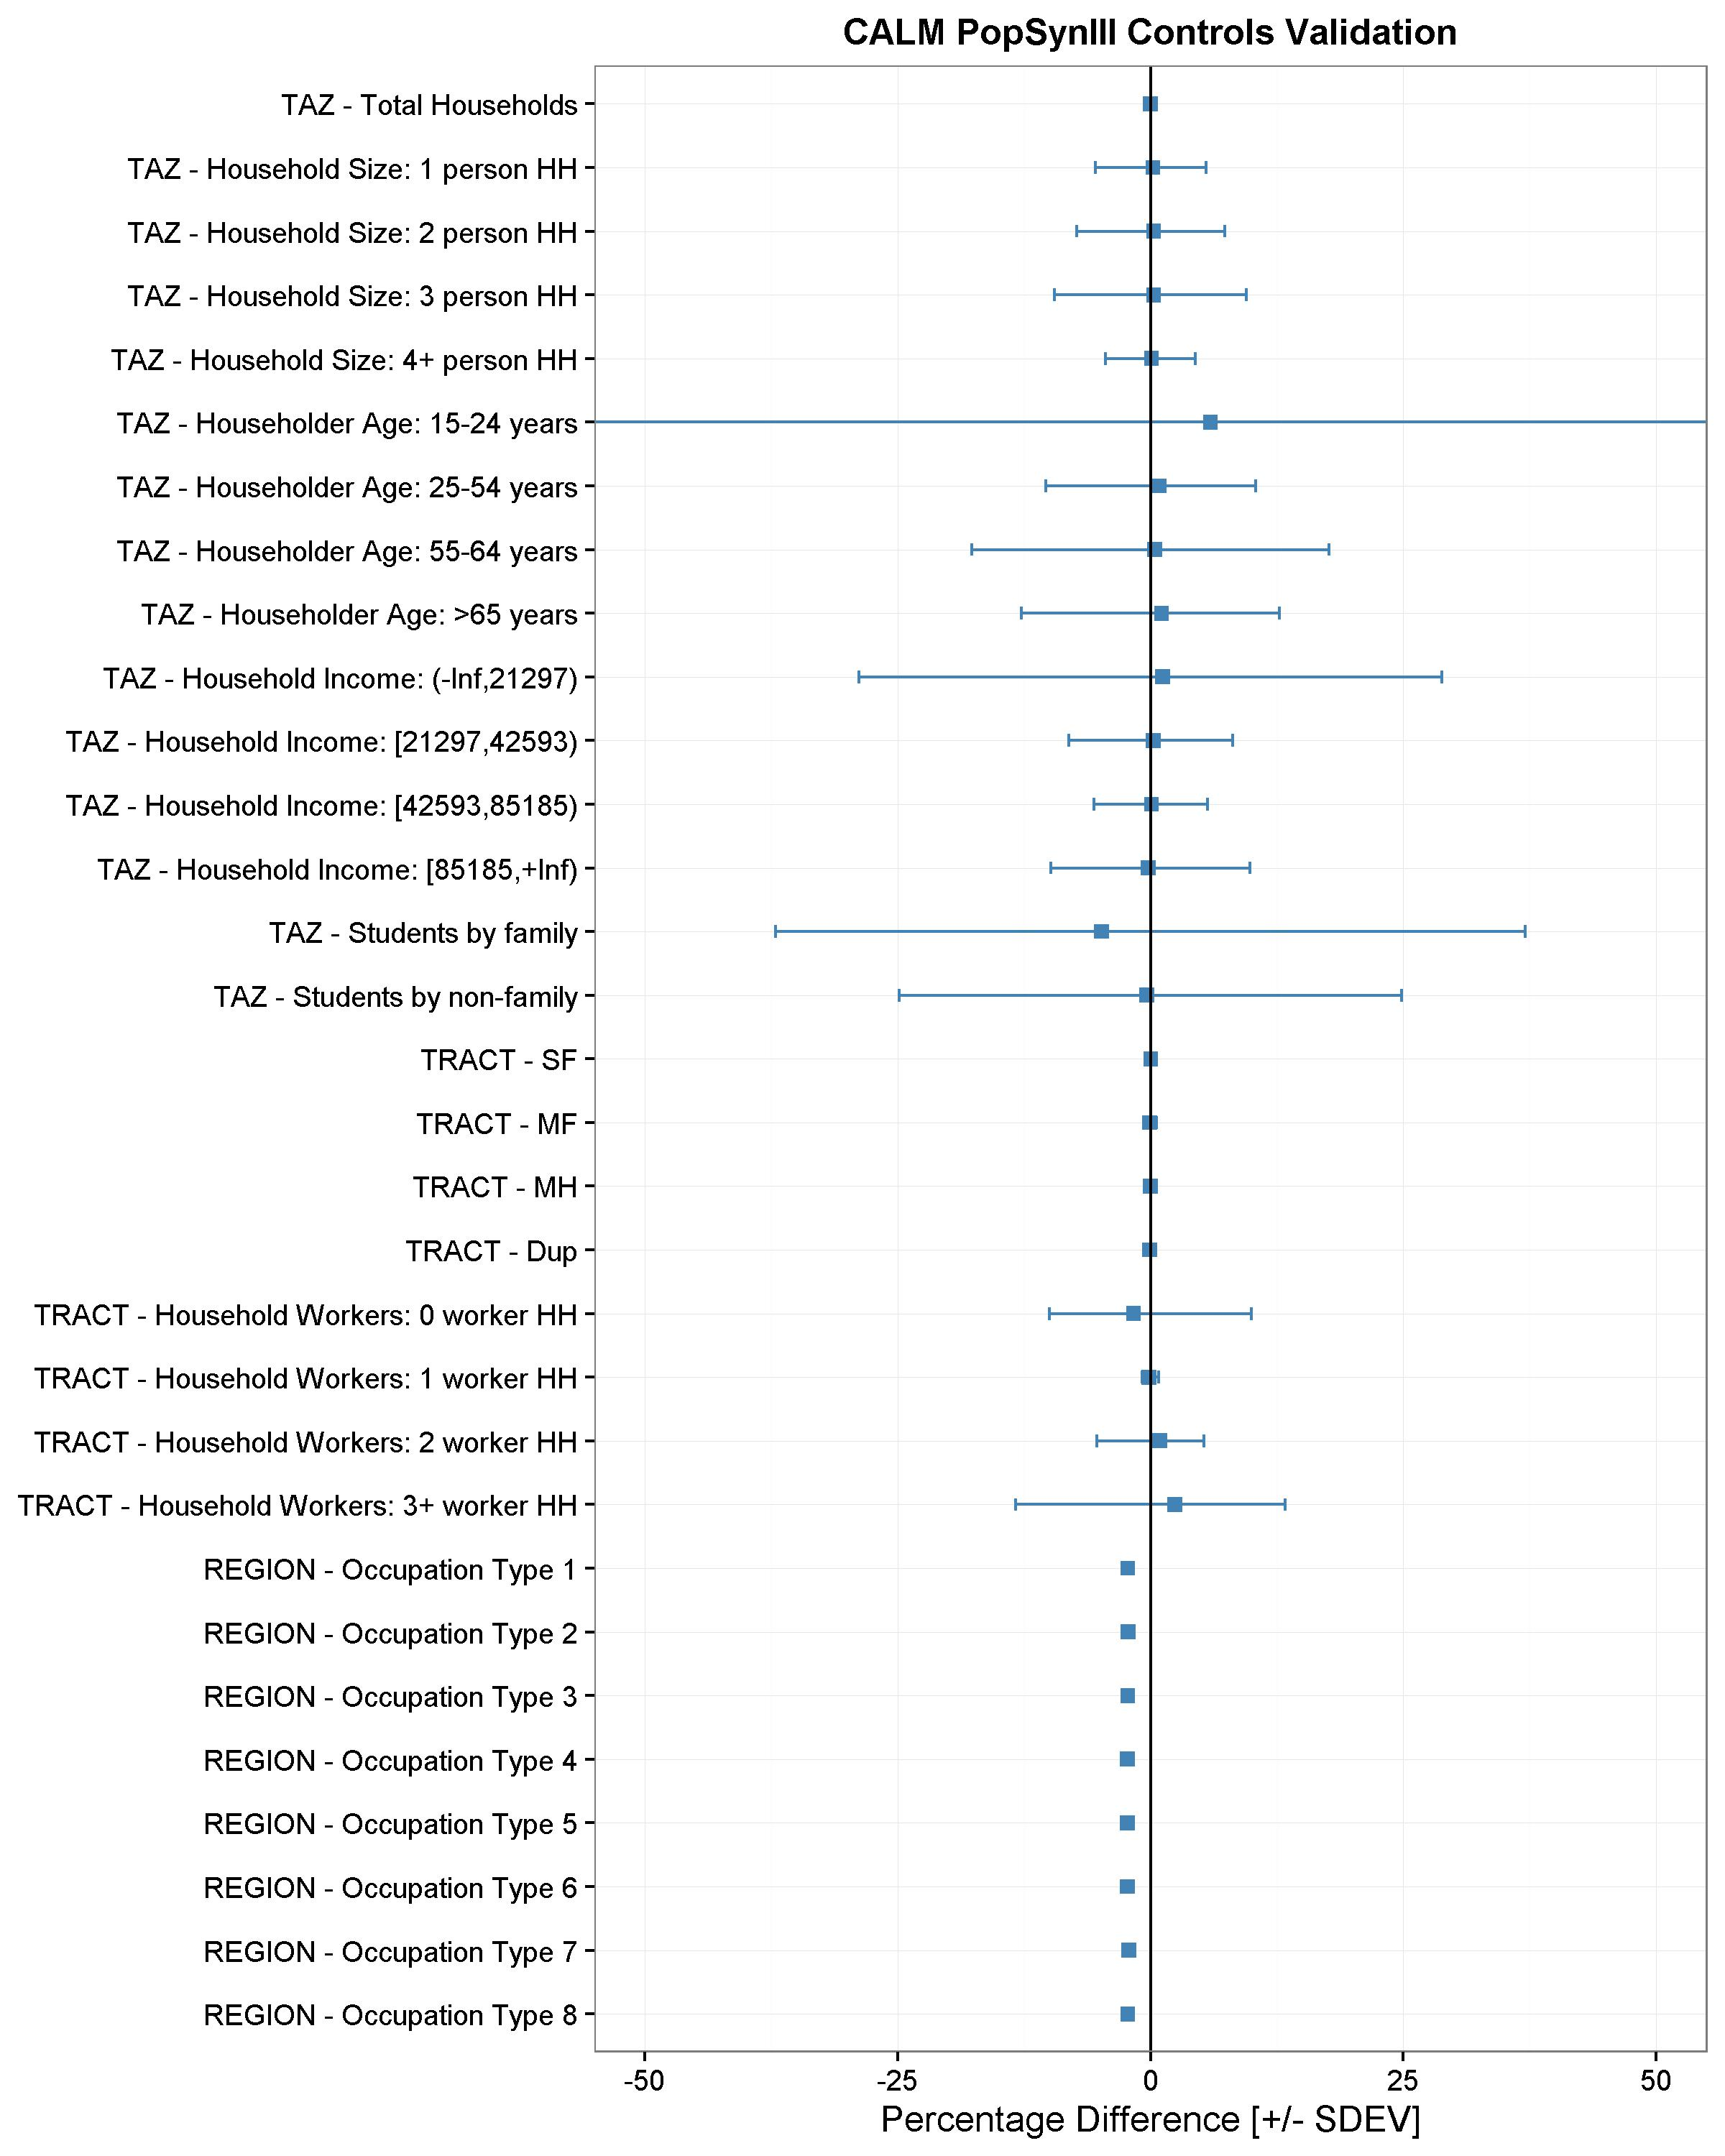 CALM PopSynIII Controls Validation
TAZ - Total Households
TAZ - Household Size: 1 person HH
TAZ - Household Size: 2 person HH
TAZ - Household Size: 3 person HH
TAZ - Household Size: 4+ person HH
TAZ - Householder Age: 15-24 years
TAZ - Householder Age: 25-54 years
TAZ - Householder Age: 55-64 years
TAZ - Householder Age: >65 years
TAZ - Household Income: (-Inf,21297)
TAZ - Household Income: [21297,42593)
TAZ - Household Income: [42593,85185)
TAZ - Household Income: [85185,+Inf)
TAZ - Students by family
TAZ - Students by non-family
TRACT - SF
TRACT - MF
TRACT - MH
TRACT - Dup
TRACT - Household Workers: 0 worker HH
TRACT - Household Workers: 1 worker HH
TRACT - Household Workers: 2 worker HH
TRACT - Household Workers: 3+ worker HH
REGION - Occupation Type 1
REGION - Occupation Type 2
REGION - Occupation Type 3
REGION - Occupation Type 4
REGION - Occupation Type 5
REGION - Occupation Type 6
REGION - Occupation Type 7
REGION - Occupation Type 8
-50 -25 0 25 50
Percentage Difference [+/- SDEV]